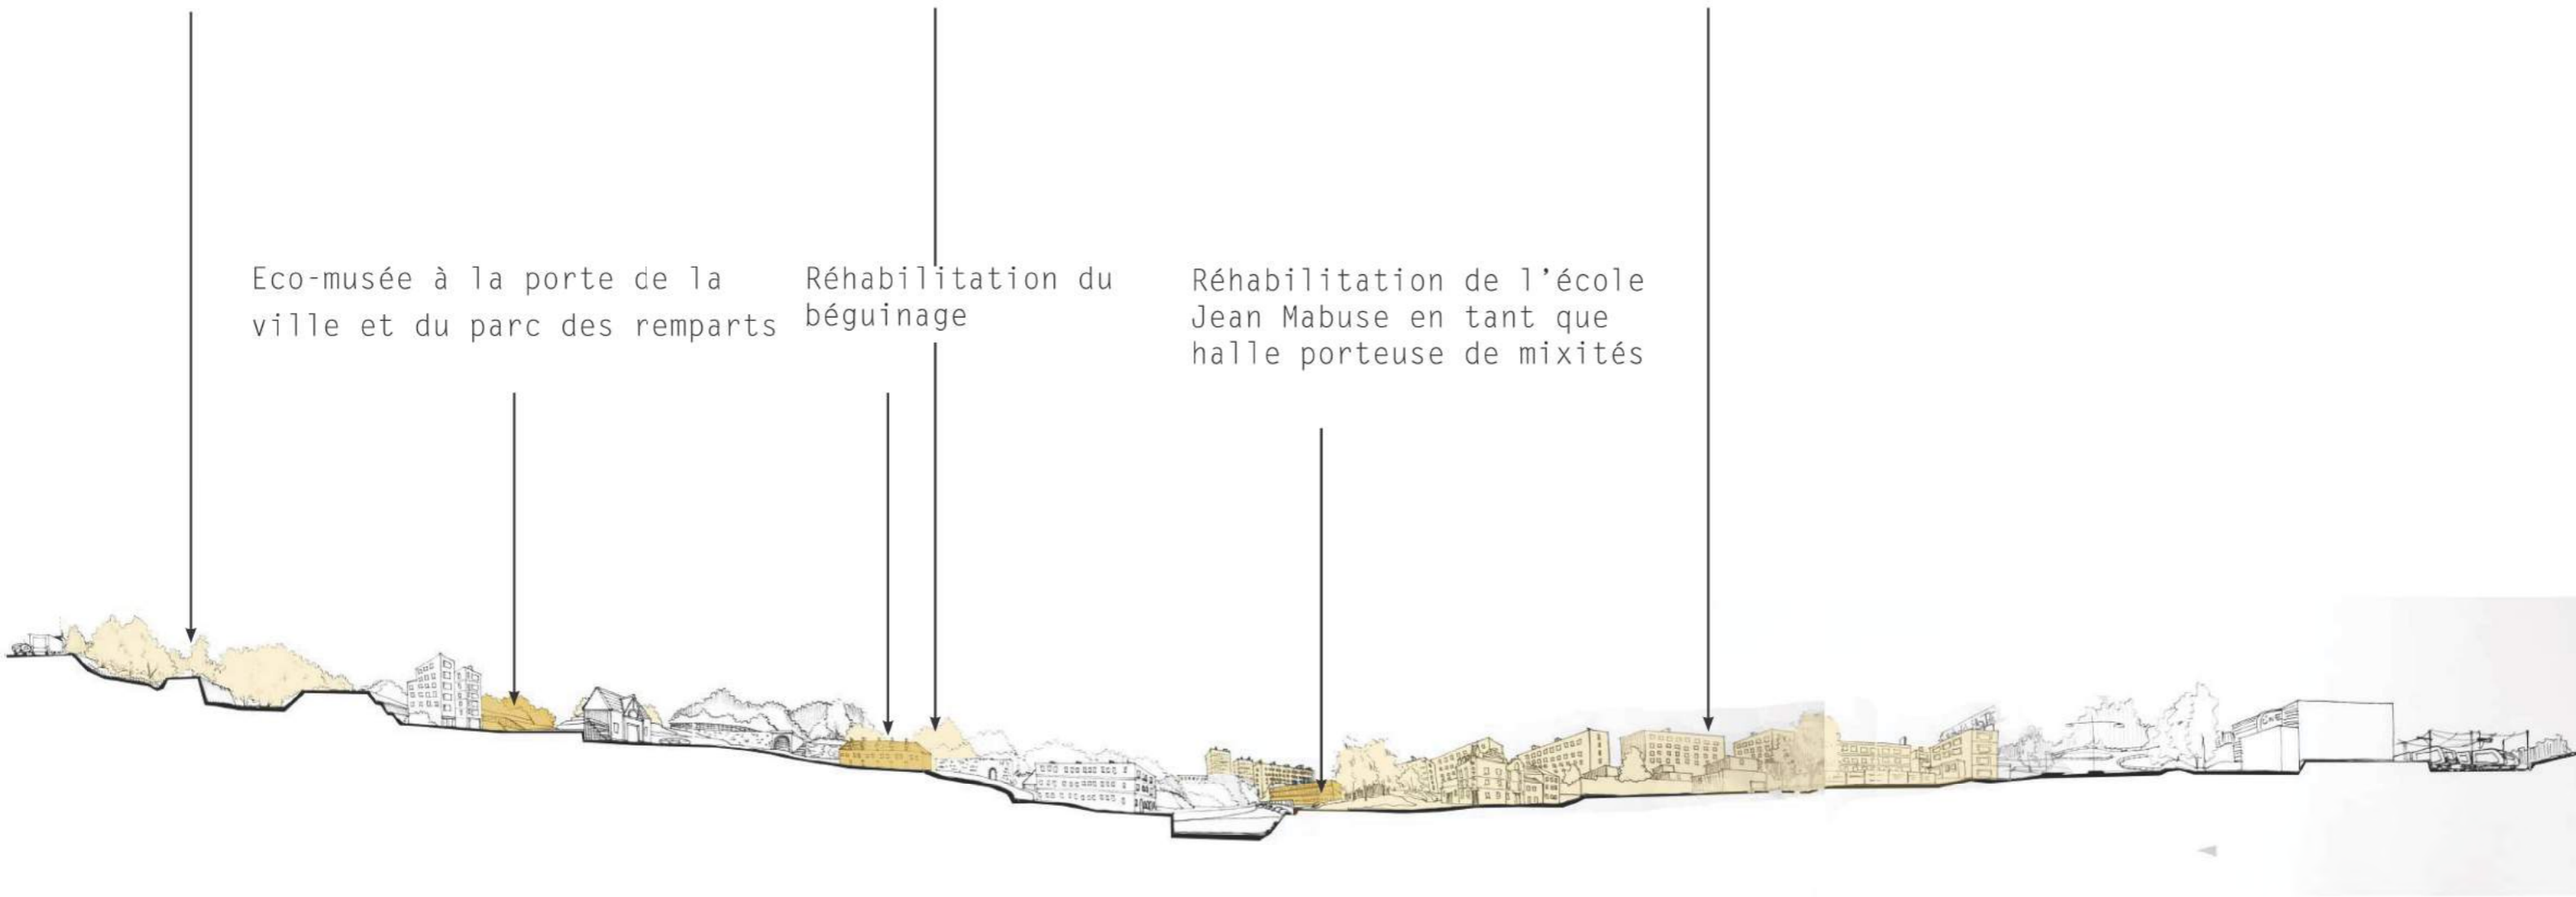 Eco-musée à la porte de la
ville et du parc des remparts
Réhabilitation du
béguinage
Réhabilitation de l'école
Jean Mabuse en tant que
halle porteuse de mixités